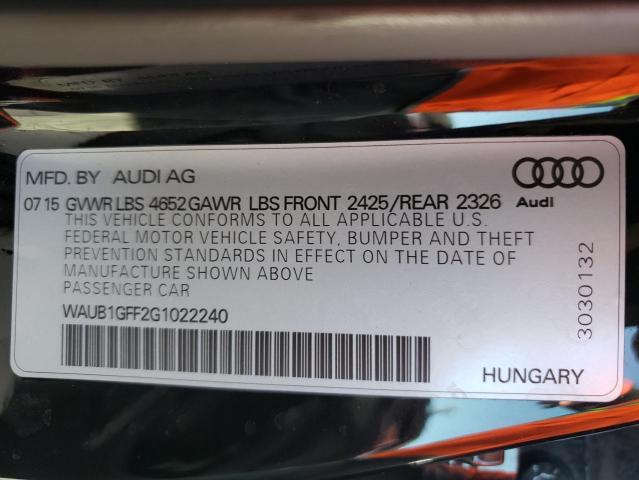 MFD. BY AUDI AG
Audi
07 15 GVWR LBS 4652 GAWR LBS FRONT 2425/REAR 2326
THIS VEHICLE CONFORMS TO ALL APPLICABLE U.S.
FEDERAL MOTOR VEHICLE SAFETY, BUMPER AND THEFT
PREVENTION STANDARDS IN EFFECT ON THE DATE OF
MANUFACTURE SHOWN ABOVE
PASSENGER CAR
WAUB1GFF2G1022240
3030132
HUNGARY